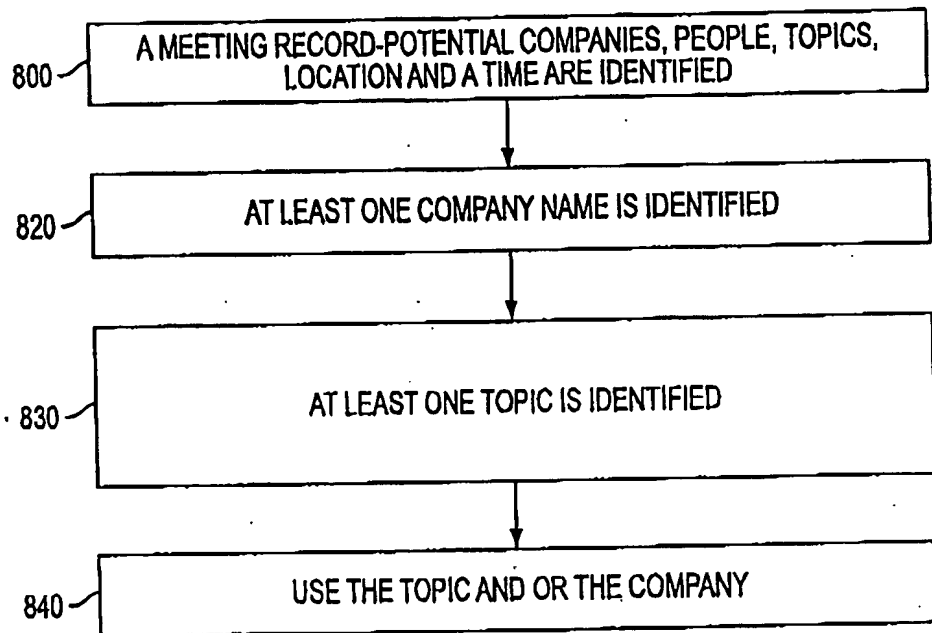 800
A MEETING RECORD-POTENTIAL COMPANIES, PEOPLE, TOPICS,
LOCATION AND A TIME ARE IDENTIFIED
820
AT LEAST ONE COMPANY NAME IS IDENTIFIED
830
AT LEAST ONE TOPIC IS IDENTIFIED
840
USE THE TOPIC AND OR THE COMPANY